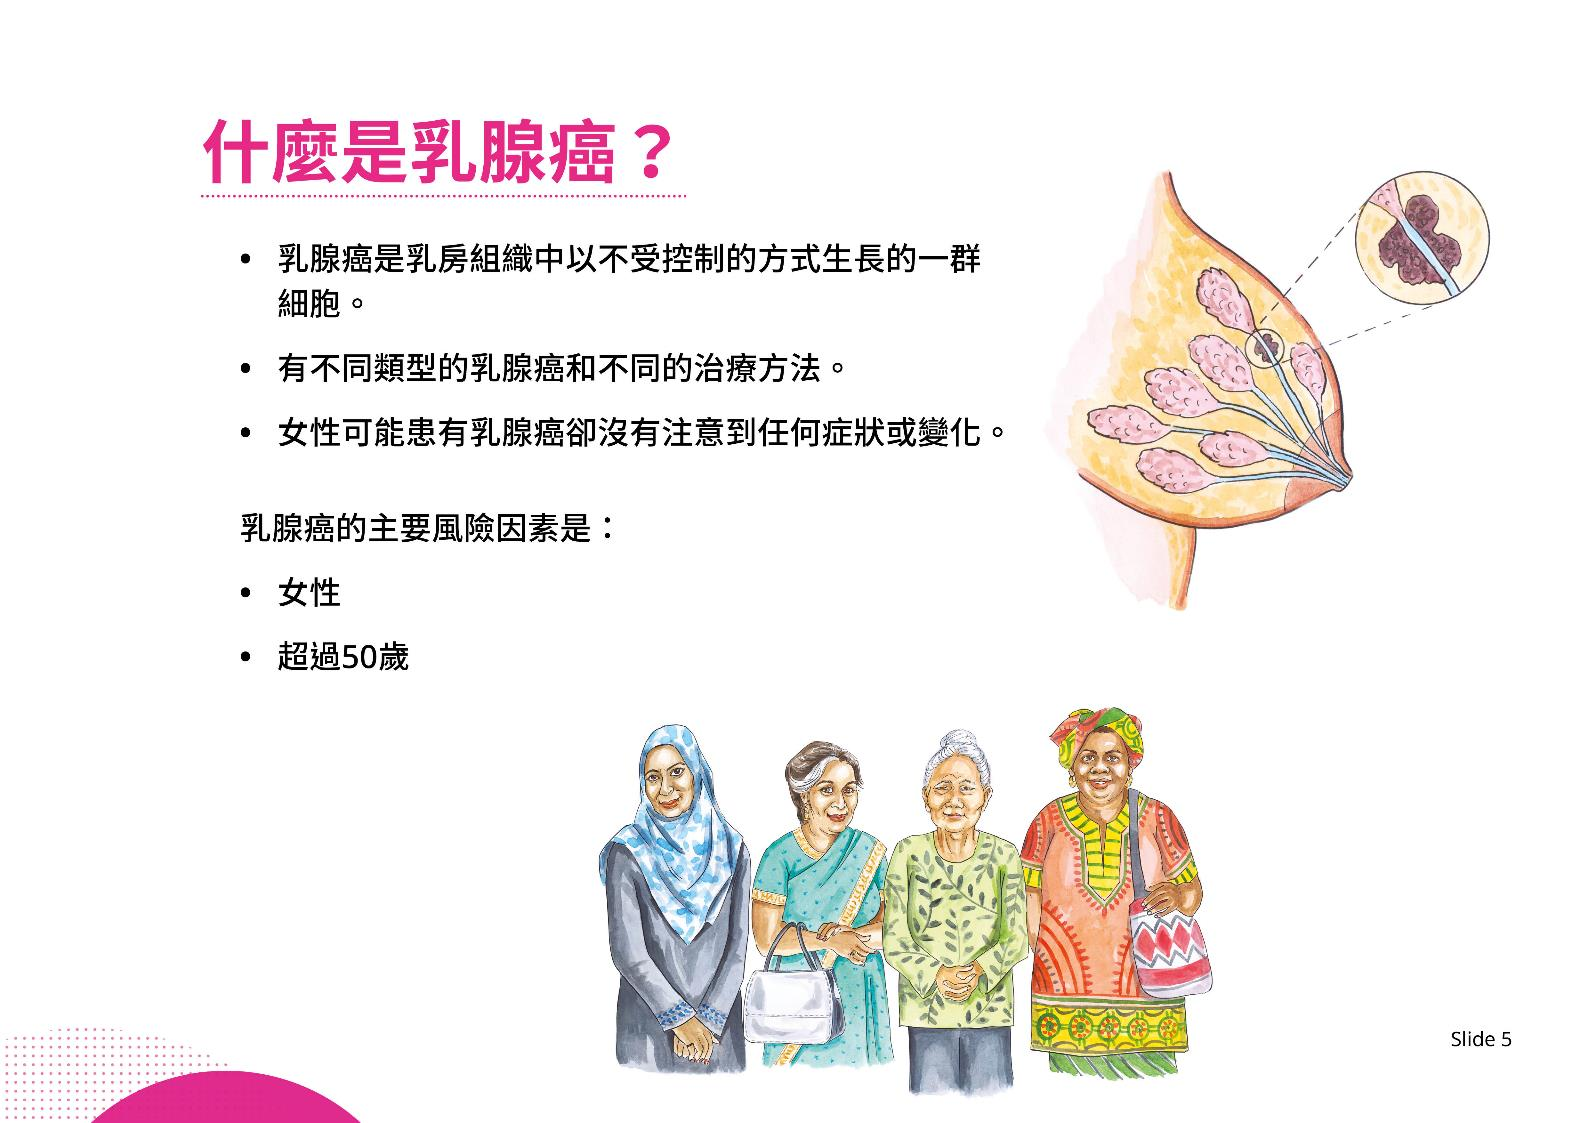 什麼是乳腺癌？
• 乳腺癌是乳房組織中以不受控制的方式生長的一群
細胞。
• 有不同類型的乳腺癌和不同的治療方法。
• 女性可能患有乳腺癌卻沒有注意到任何症狀或變化。
乳腺癌的主要風險因素是：
• 女性
• 超過50歲
Slide 5